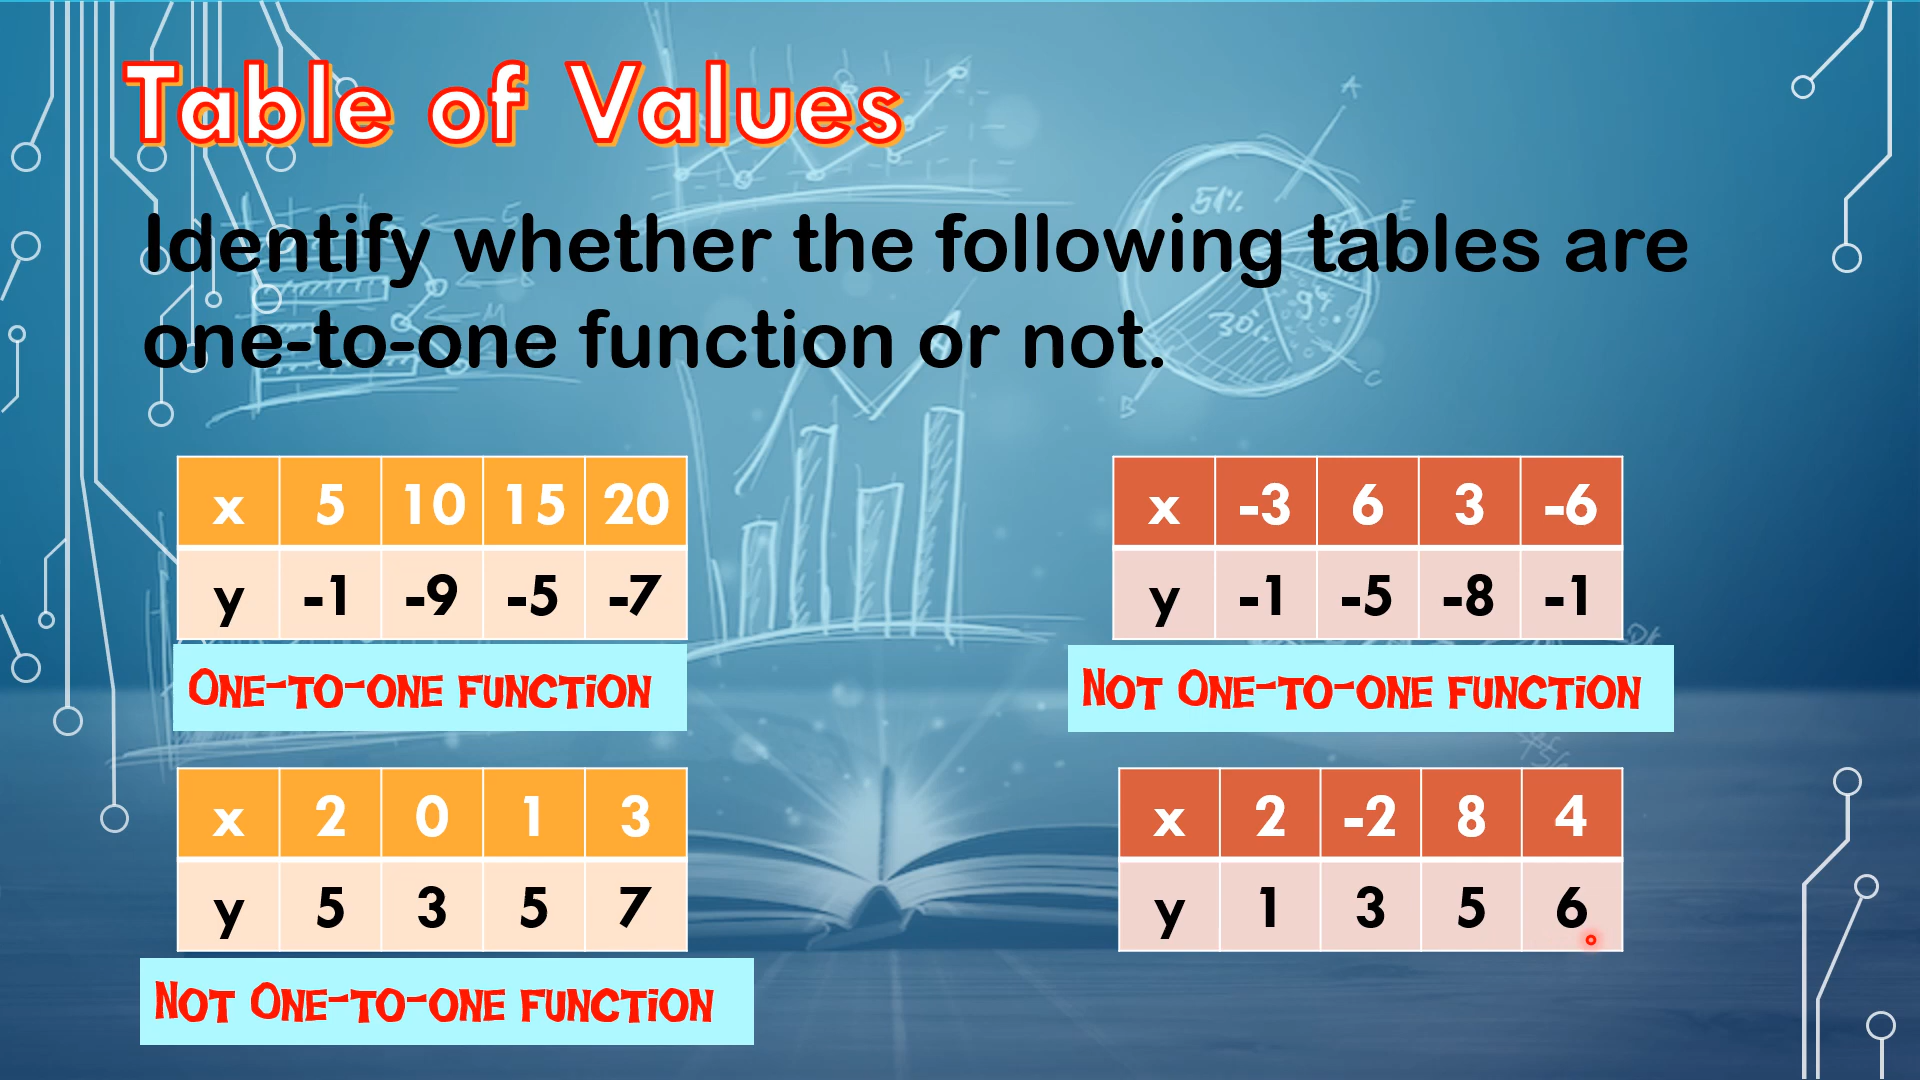 Table of Values
Identify whether the following tables are
one-to-one function or not.
x 5 10 15 20
y -1 -9 -5 -7
One-to-one function
x -3 6 3 -6
y -1 -5 -8 -1
Not One-to-one function
x 2 0 1 3
y 5 3 5 7
Not One-to-one function
x 2 -2 8 4
y 1 3 5 6
51%
30%
9%
A
E
C
B
S
M